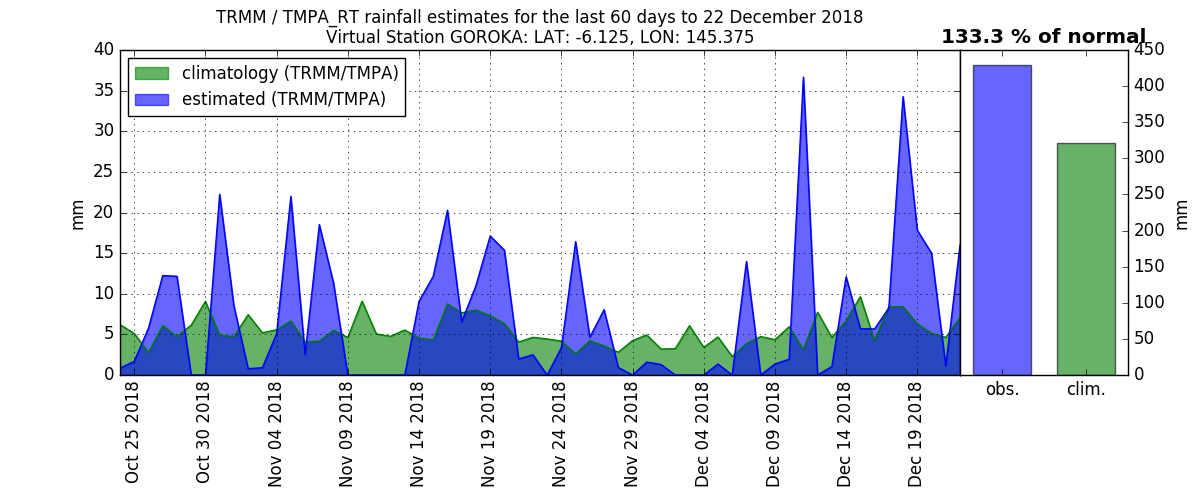 TRMM / TMPA_RT rainfall estimates for the last 60 days to 22 December 2018
Virtual Station GOROKA: LAT: -6.125, LON: 145.375
133.3 % of normal
climatology (TRMM/TMPA)
estimated (TRMM/TMPA)
mm
40
35
30
25
20
15
10
5
0
Oct 25 2018
Oct 30 2018
Nov 04 2018
Nov 09 2018
Nov 14 2018
Nov 19 2018
Nov 24 2018
Nov 29 2018
Dec 04 2018
Dec 09 2018
Dec 14 2018
Dec 19 2018
obs.
clim.
450
400
350
300
250
200
150
100
50
0
mm